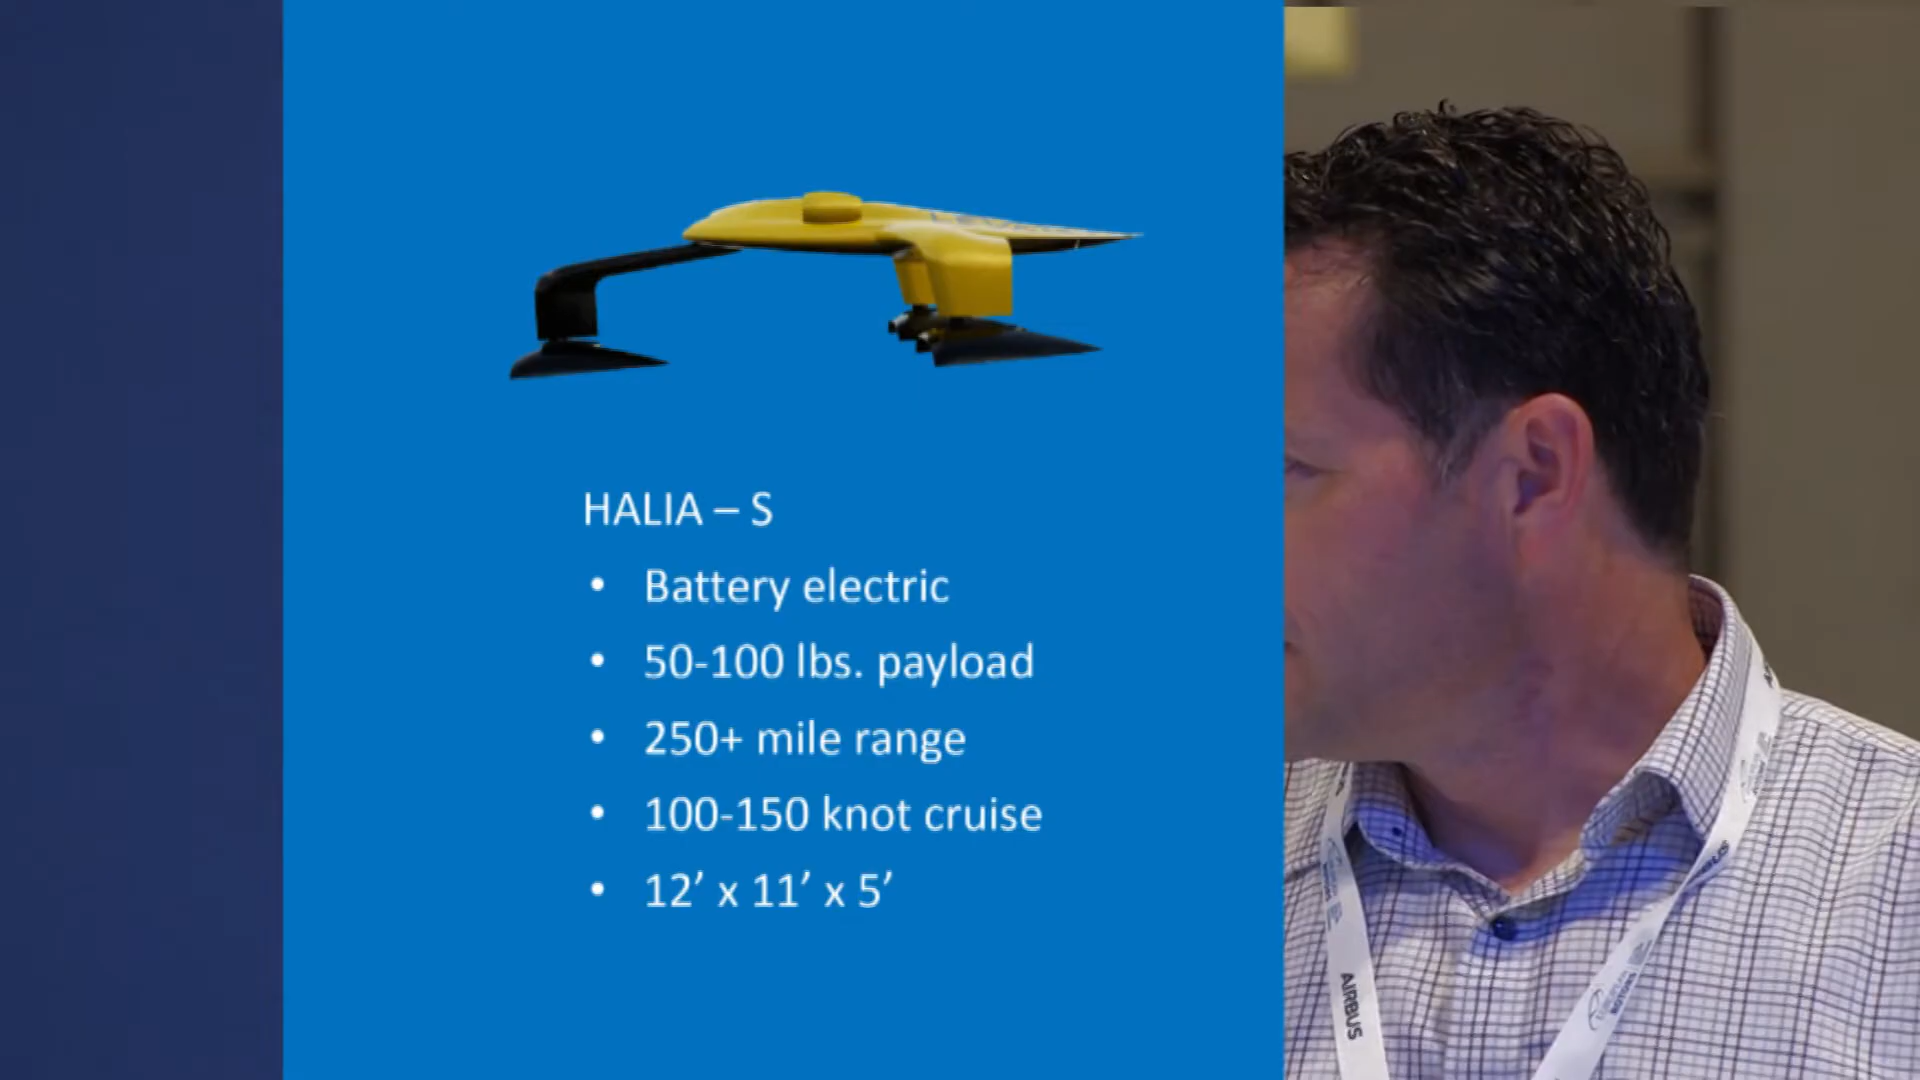 HALIA – S
• Battery electric
• 50-100 lbs. payload
• 250+ mile range
• 100-150 knot cruise
• 12’ x 11’ x 5’
AIRBUS